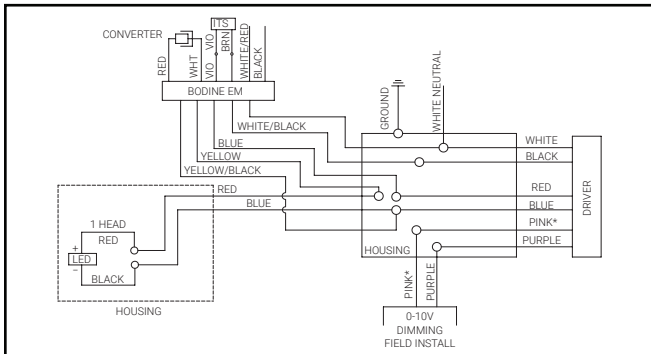 CONVERTER
ITS
RED
WHT
VIO
VIO
BRN
WHITE/RED
BLACK
BODINE EM
GROUND
WHITE NEUTRAL
WHITE/BLACK
BLUE
YELLOW
YELLOW/BLACK
WHITE
BLACK
RED
BLUE
RED
BLUE
PINK*
PURPLE
DRIVER
HOUSING
1 HEAD
RED
+
LED
−
BLACK
HOUSING
PINK*
PURPLE
0-10V
DIMMING
FIELD INSTALL